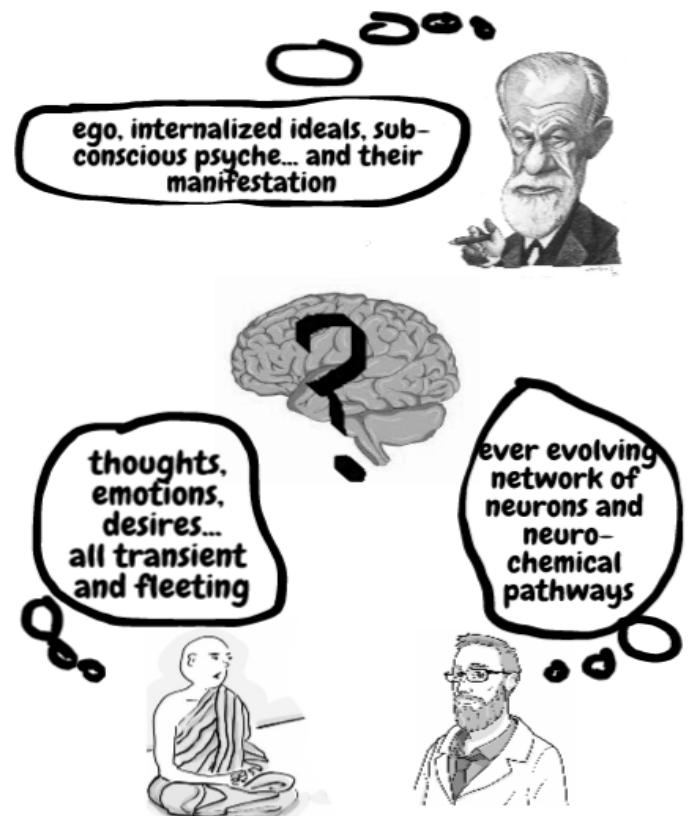 ego, internalized ideals, sub-
conscious psyche... and their
manifestation
?
thoughts,
emotions,
desires...
all transient
and fleeting
ever evolving
network of
neurons and
neuro-
chemical
pathways